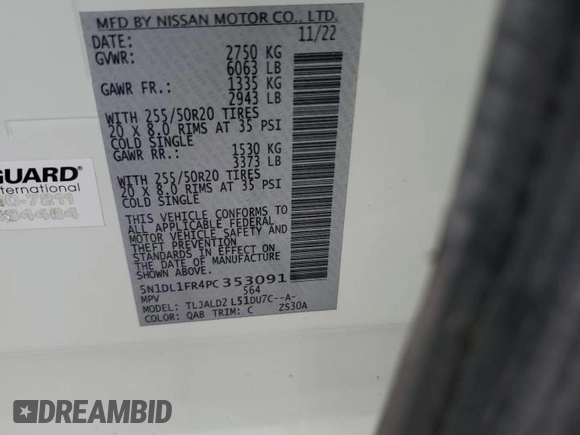 MFD BY NISSAN MOTOR CO., LTD.
DATE: 11/22
GVWR: 2750 KG
6063 LB
GAWR FR.: 1335 KG
2943 LB
WITH 255/50R20 TIRES
20 X 8.0 RIMS AT 35 PSI
COLD SINGLE
GAWR RR.: 1530 KG
3373 LB
WITH 255/50R20 TIRES
20 X 8.0 RIMS AT 35 PSI
COLD SINGLE
THIS VEHICLE CONFORMS TO
ALL APPLICABLE FEDERAL
MOTOR VEHICLE SAFETY AND
THEFT PREVENTION
STANDARDS IN EFFECT ON
THE DATE OF MANUFACTURE
SHOWN ABOVE.
5N1DL1FR4PC353091
MPV 564
MODEL: TLJALD2 L51DU7C--A-
COLOR: QAB TRIM: C ZS30A
GUARD
international
DREAMBID